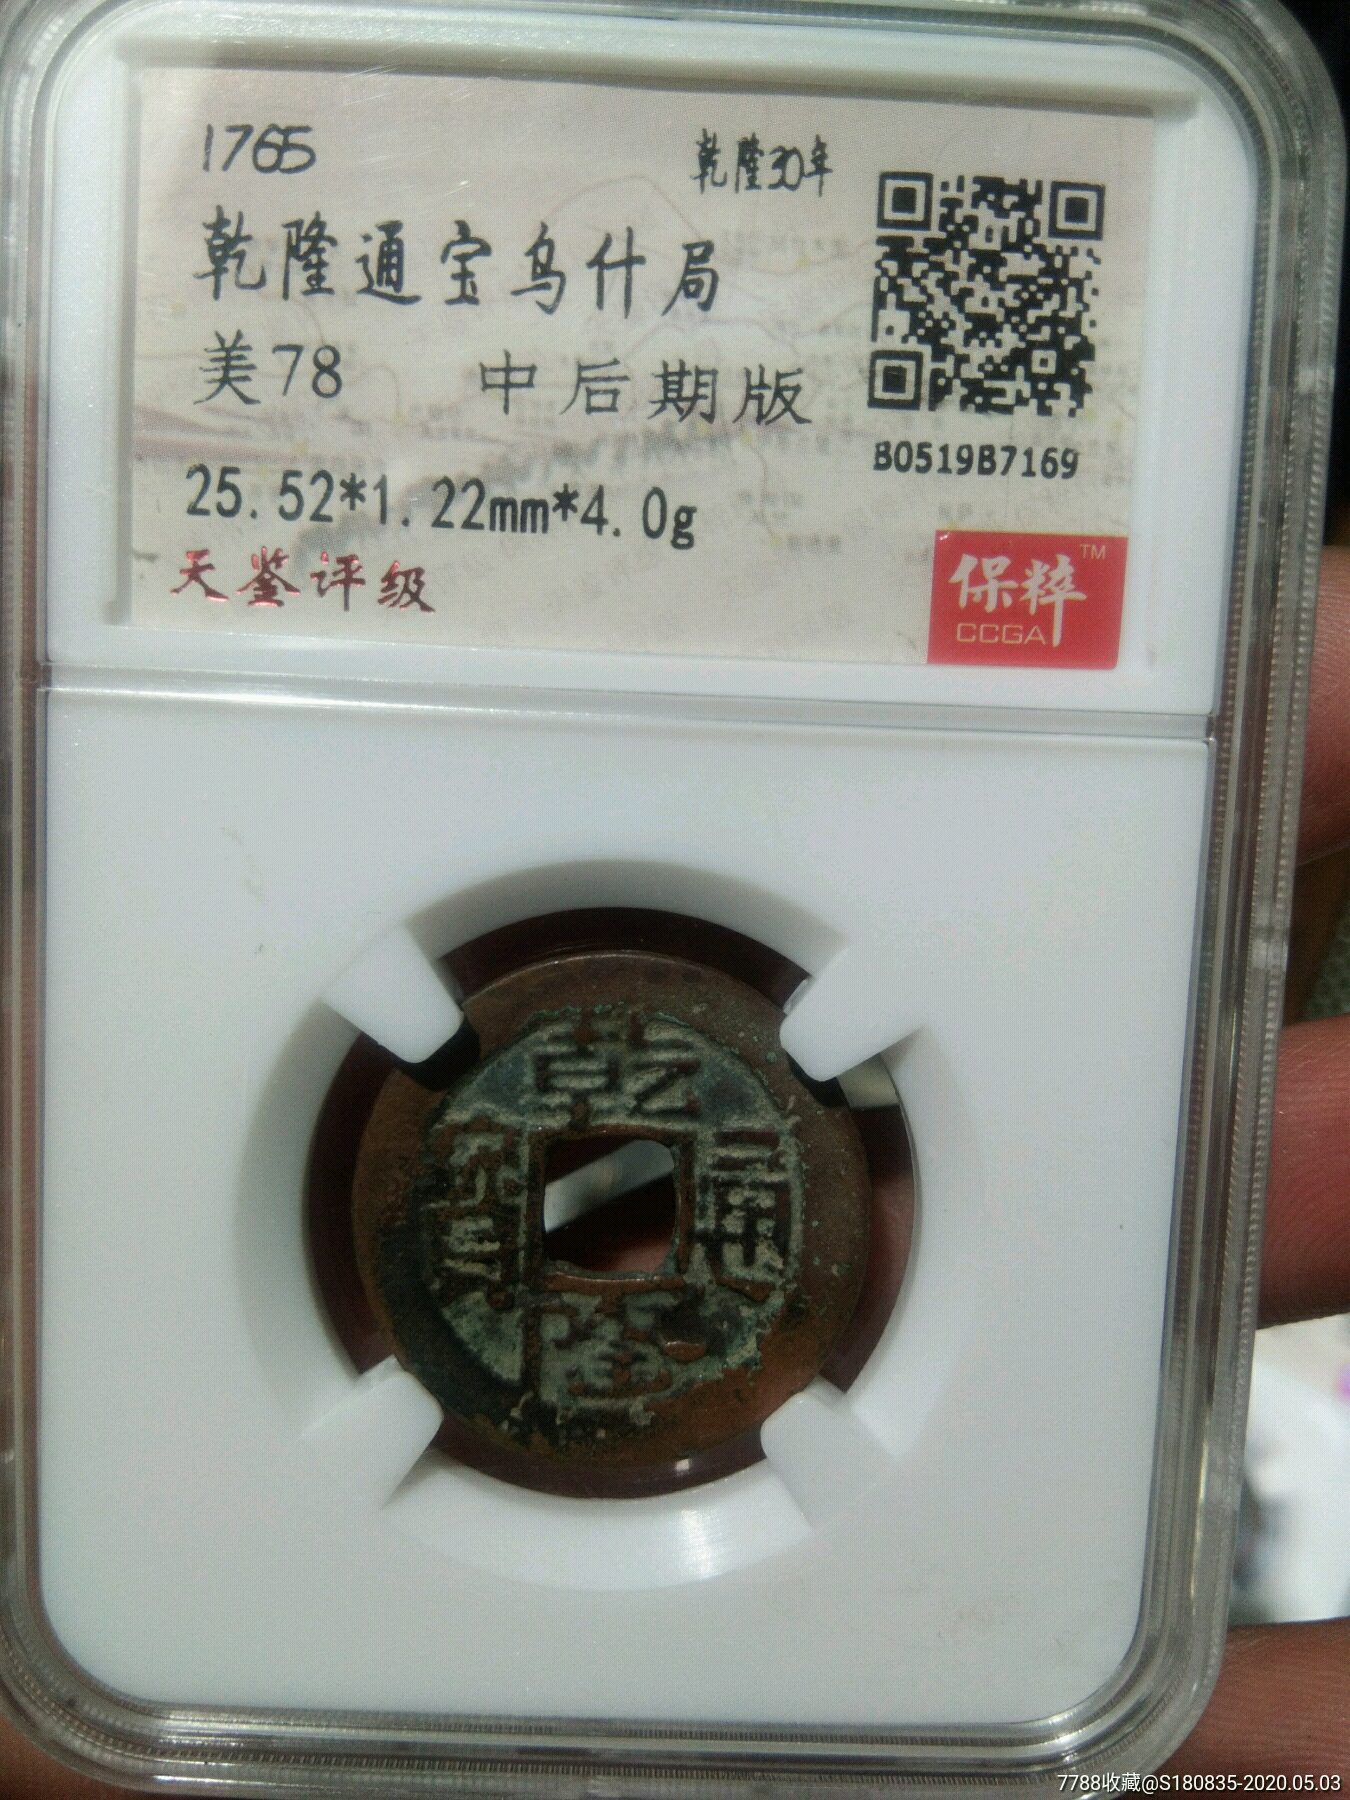 1765 乾隆30年
乾隆通宝乌什局
美78 中后期版
25.52*1.22mm*4.0g
天鉴评级
B0519B7169
保粹TM
CCGA
乾隆通寶
7788收藏@S180835-2020.05.03